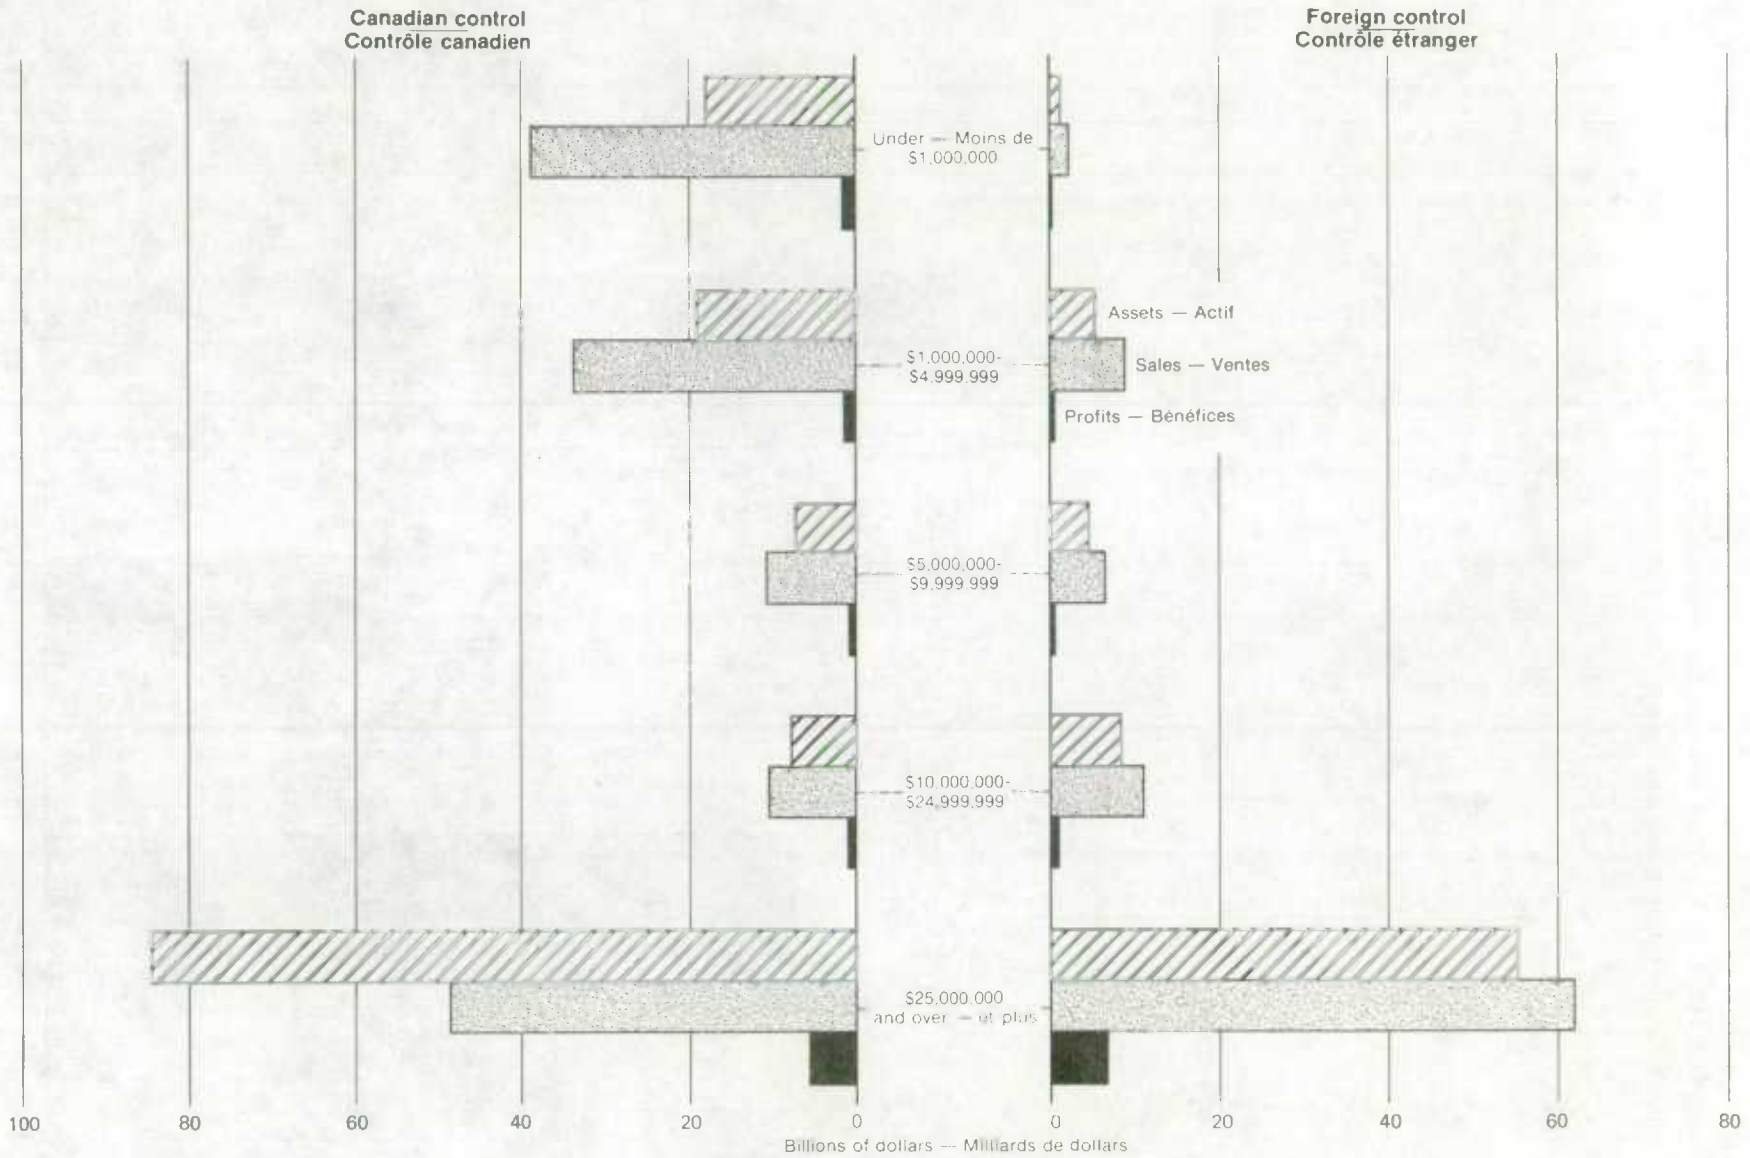 Canadian control
Contrôle canadien
Foreign control
Contrôle étranger
Under — Moins de
$1,000,000
Assets — Actif
$1,000,000-
$4,999,999
Sales — Ventes
Profits — Bénéfices
$5,000,000-
$9,999,999
$10,000,000-
$24,999,999
$25,000,000
and over — et plus
100 80 60 40 20 0 0 20 40 60 80
Billions of dollars — Milliards de dollars